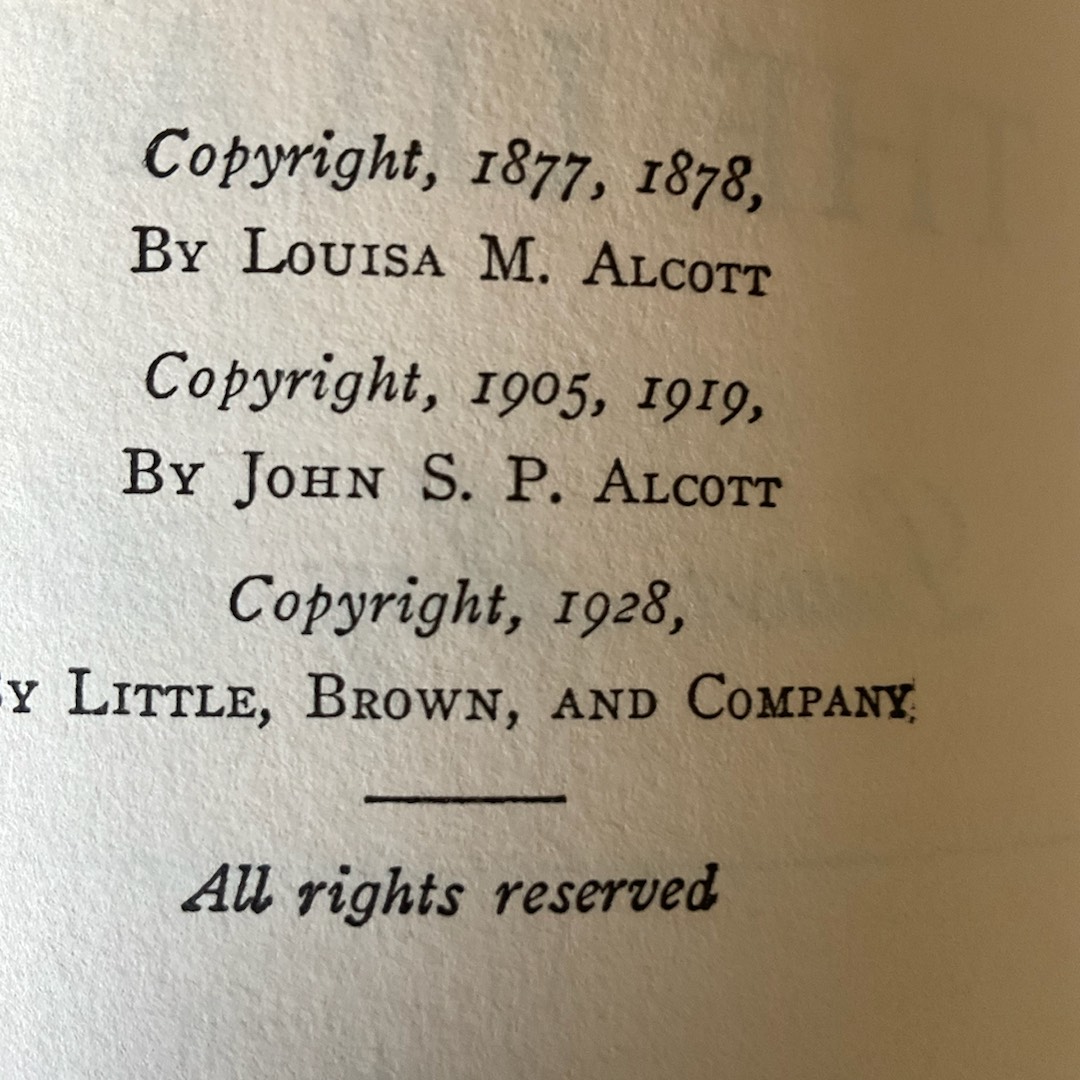 Copyright, 1877, 1878,
By Louisa M. Alcott
Copyright, 1905, 1919,
By John S. P. Alcott
Copyright, 1928,
By Little, Brown, and Company.
All rights reserved